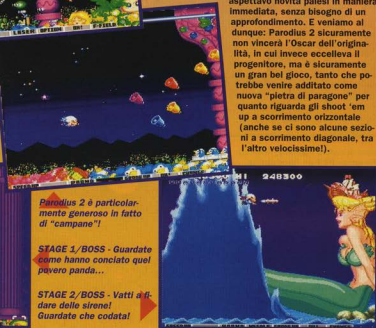 LASER OPTION
F-FIELD
aspettavo novità palesi in maniera
immediata, senza bisogno di un
approfondimento. E veniamo al
dunque: Parodius 2 sicuramente
non vincerà l'Oscar dell'origina-
lità, in cui invece eccelleva il
progenitore, ma è sicuramente
un gran bel gioco, tanto che po-
trebbe venire additato come
nuova "pietra di paragone" per
quanto riguarda gli shoot 'em
up a scorrimento orizzontale
(anche se ci sono alcune sezio-
ni a scorrimento diagonale, tra
l'altro velocissime!).
Parodius 2 è particolar-
mente generoso in fatto
di "campane"!
STAGE 1/BOSS - Guardate
come hanno conciato quel
povero panda...
STAGE 2/BOSS - Vatti a fi-
dare delle sirene!
Guardate che codata!
HI 248300